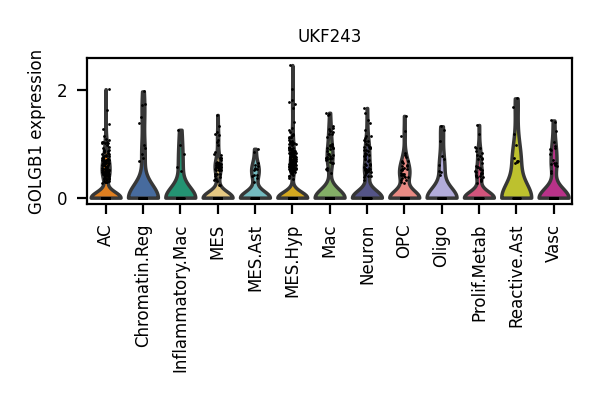 UKF243
GOLGB1 expression
2
0
AC
Chromatin.Reg
Inflammatory.Mac
MES
MES.Ast
MES.Hyp
Mac
Neuron
OPC
Oligo
Prolif.Metab
Reactive.Ast
Vasc